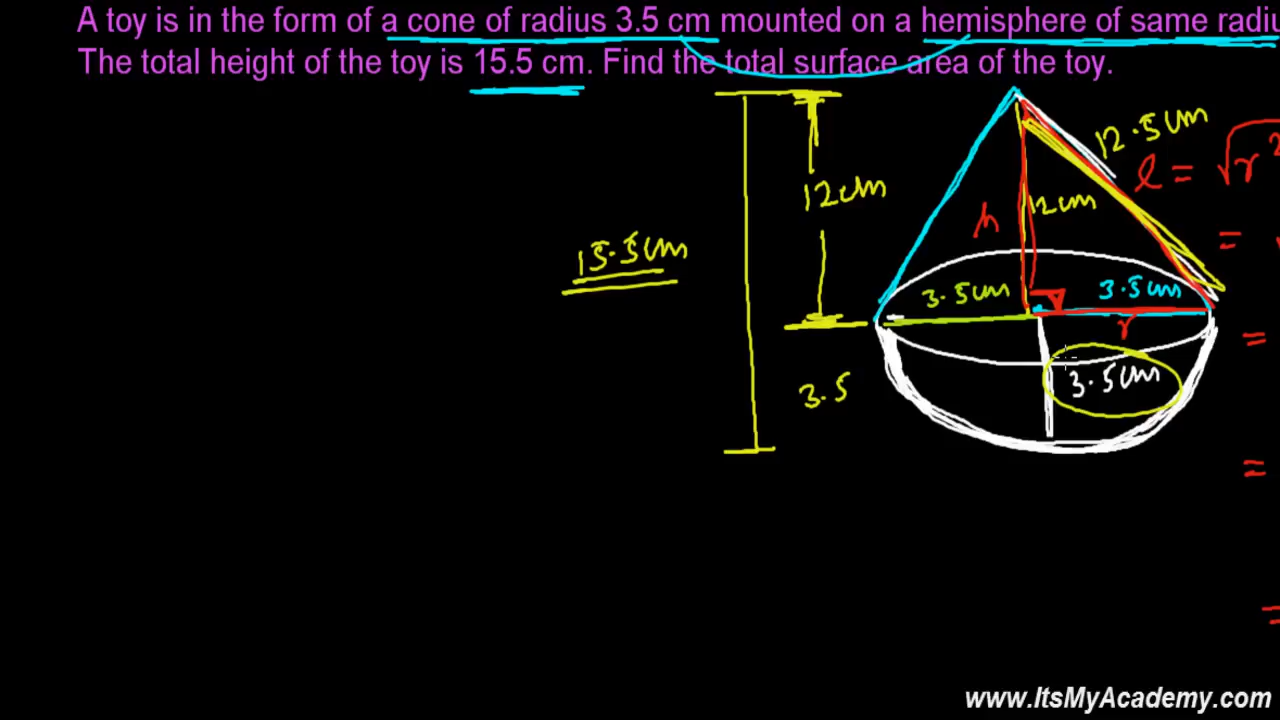 A toy is in the form of a cone of radius 3.5 cm mounted on a hemisphere of same radiu
The total height of the toy is 15.5 cm. Find the total surface area of the toy.
12.5cm
l = √r²
12cm
12cm
h
=
15.5cm
3.5cm
3.5cm
r
=
3.5
3.5cm
=
=
www.ItsMyAcademy.com